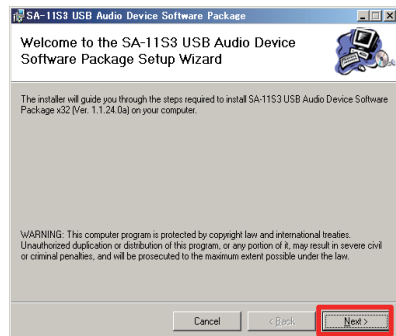 SA-11S3 USB Audio Device Software Package
Welcome to the SA-11S3 USB Audio Device
Software Package Setup Wizard
The installer will guide you through the steps required to install SA-11S3 USB Audio Device Software
Package x32 (Ver. 1.1.24.0a) on your computer.
WARNING: This computer program is protected by copyright law and international treaties.
Unauthorized duplication or distribution of this program, or any portion of it, may result in severe civil
or criminal penalties, and will be prosecuted to the maximum extent possible under the law.
Cancel < Back Next >